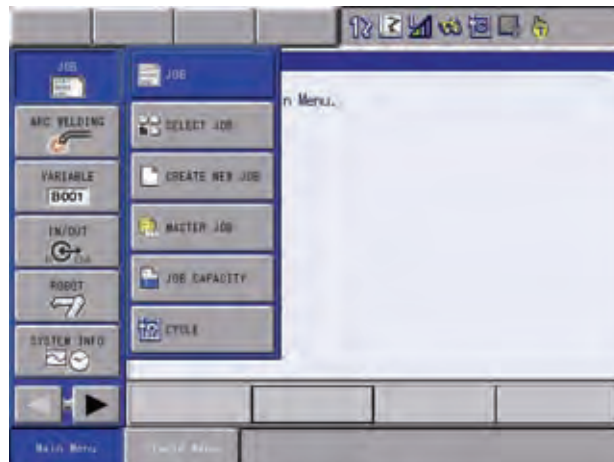 JOB
ARC WELDING
VARIABLE
B001
IN/OUT
ROBOT
SYSTEM INFO
JOB
SELECT JOB
CREATE NEW JOB
MASTER JOB
JOB CAPACITY
CYCLE
n Menu.
Main Menu
Menu